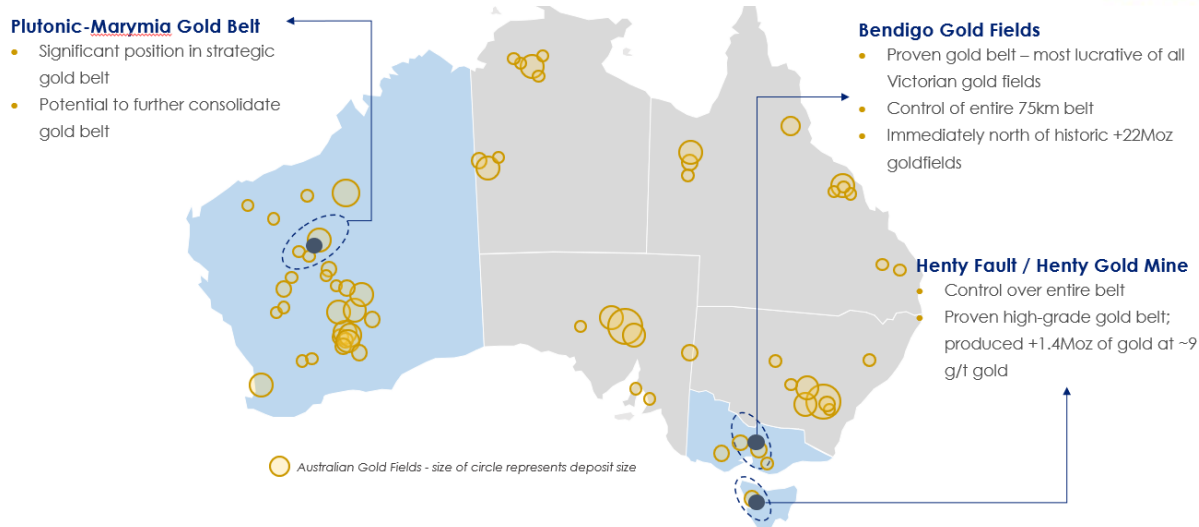 Plutonic-Marymia Gold Belt
• Significant position in strategic
gold belt
• Potential to further consolidate
gold belt
Bendigo Gold Fields
• Proven gold belt – most lucrative of all
Victorian gold fields
• Control of entire 75km belt
• Immediately north of historic +22Moz
goldfields
Henty Fault / Henty Gold Mine
• Control over entire belt
• Proven high-grade gold belt;
produced +1.4Moz of gold at ~9
g/t gold
Australian Gold Fields - size of circle represents deposit size